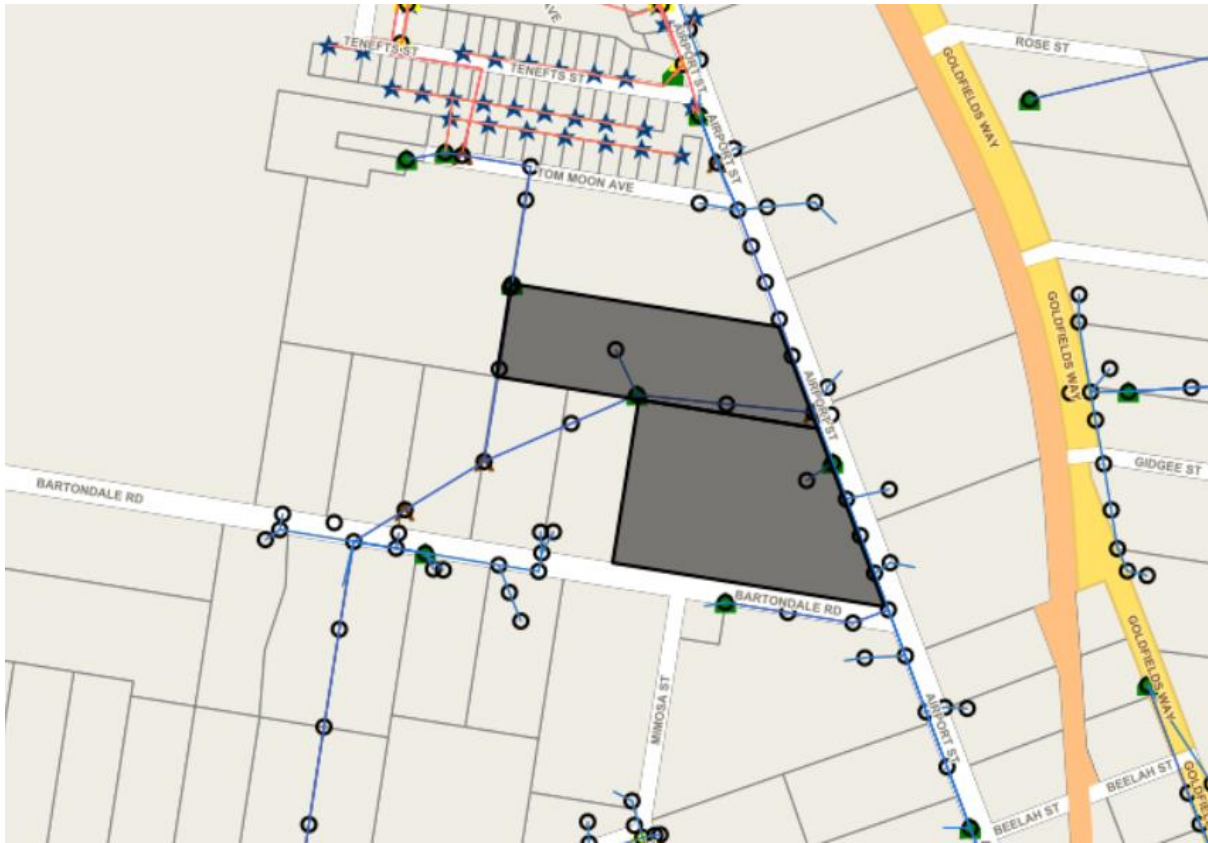 AVE
TENEFTS ST
TENEFTS ST
AIRPORT ST
AIRPORT ST
ROSE ST
GOLDFIELDS WAY
TOM MOON AVE
GOLDFIELDS WAY
AIRPORT ST
GIDGEE ST
BARTONDALE RD
BARTONDALE RD
MIMOSA ST
AIRPORT ST
GOLDFIELDS WAY
BEELAH ST
BEELAH ST